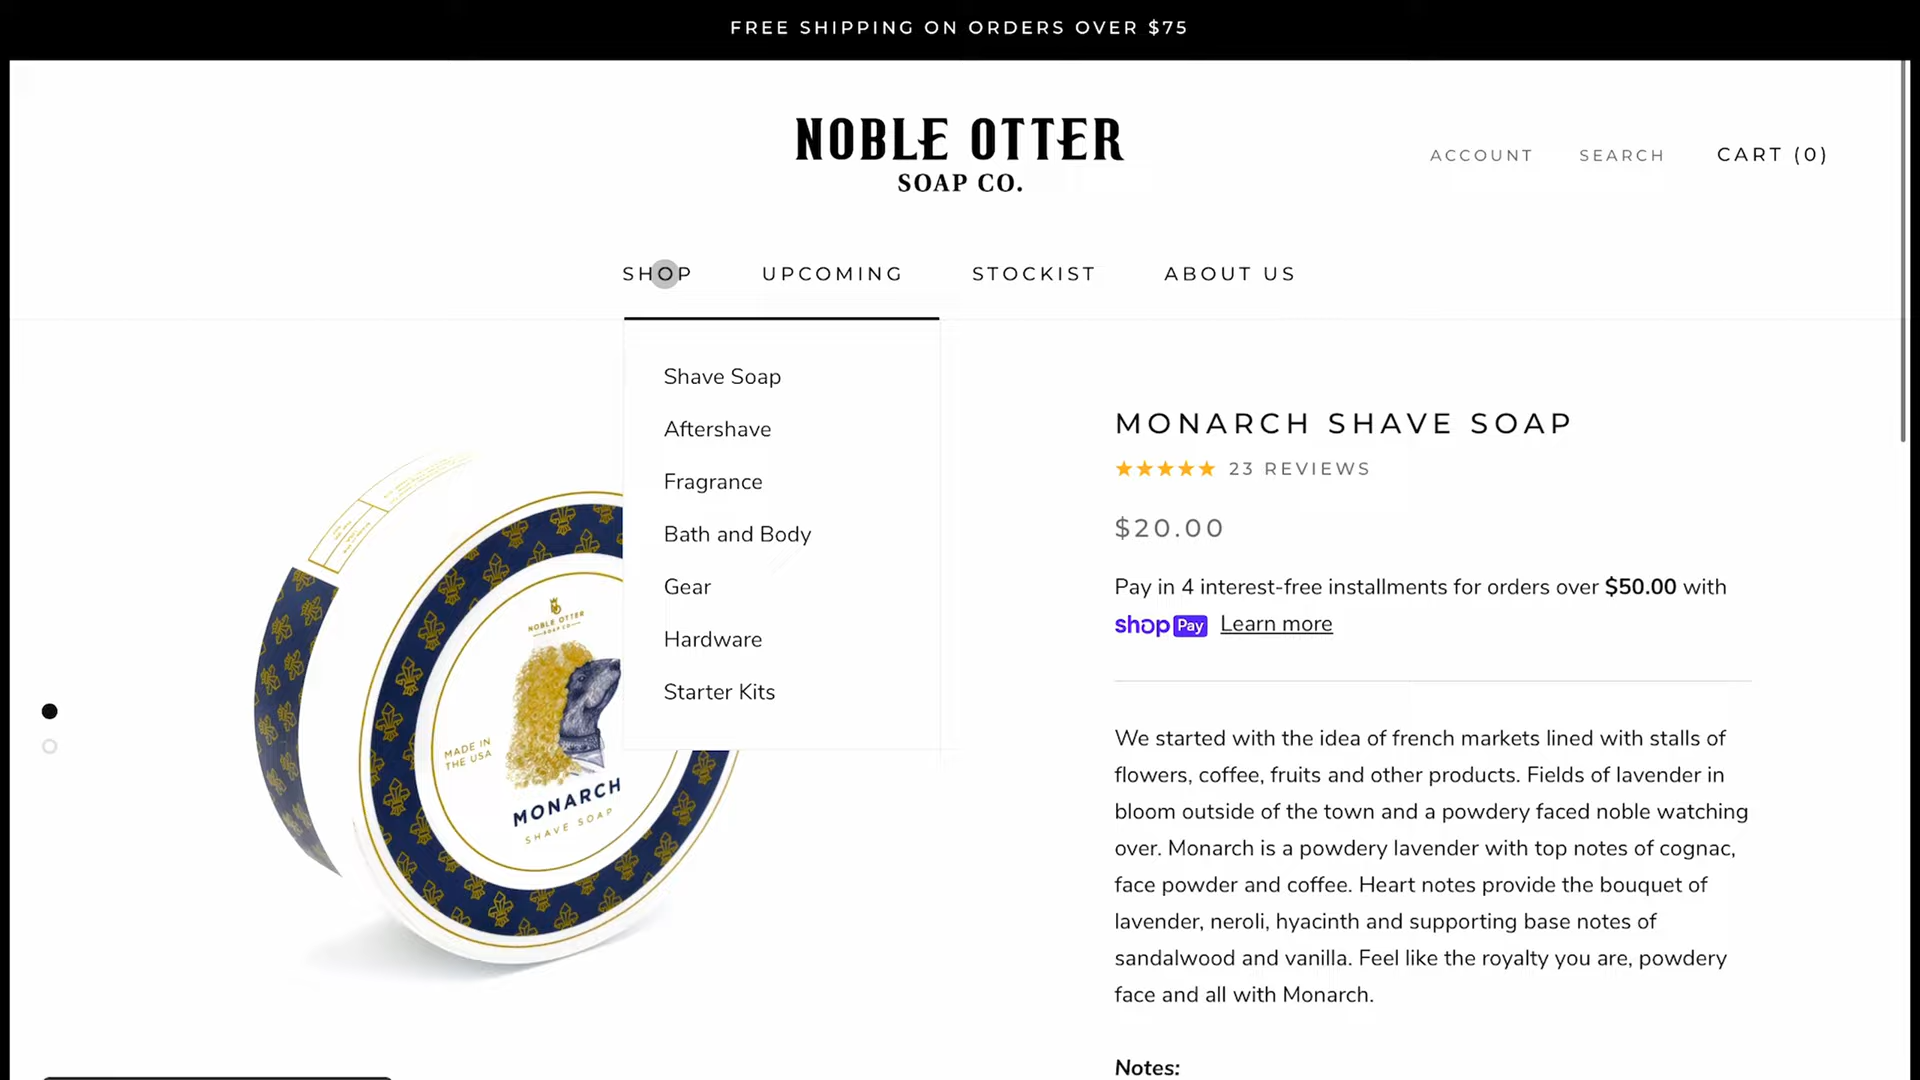 FREE SHIPPING ON ORDERS OVER $75
NOBLE OTTER
SOAP CO.
ACCOUNT
SEARCH
CART (0)
SHOP
UPCOMING
STOCKIST
ABOUT US
Shave Soap
Aftershave
Fragrance
Bath and Body
Gear
Hardware
Starter Kits
NOBLE OTTER
SOAP CO.
MADE IN
THE USA
MONARCH
SHAVE SOAP
MONARCH SHAVE SOAP
23 REVIEWS
$20.00
Pay in 4 interest-free installments for orders over $50.00 with
shop Pay Learn more
We started with the idea of french markets lined with stalls of
flowers, coffee, fruits and other products. Fields of lavender in
bloom outside of the town and a powdery faced noble watching
over. Monarch is a powdery lavender with top notes of cognac,
face powder and coffee. Heart notes provide the bouquet of
lavender, neroli, hyacinth and supporting base notes of
sandalwood and vanilla. Feel like the royalty you are, powdery
face and all with Monarch.
Notes: